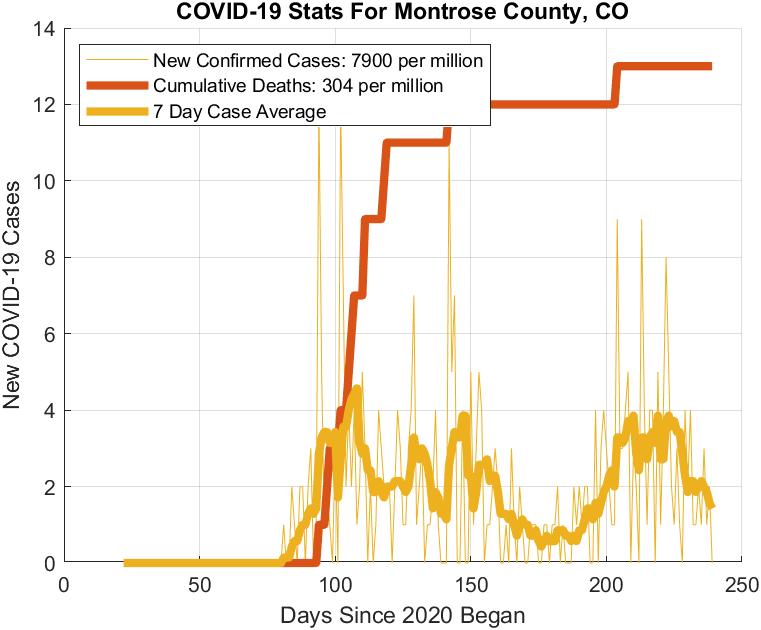 COVID-19 Stats For Montrose County, CO
New Confirmed Cases: 7900 per million
Cumulative Deaths: 304 per million
7 Day Case Average
New COVID-19 Cases
14
12
10
8
6
4
2
0
0 50 100 150 200 250
Days Since 2020 Began